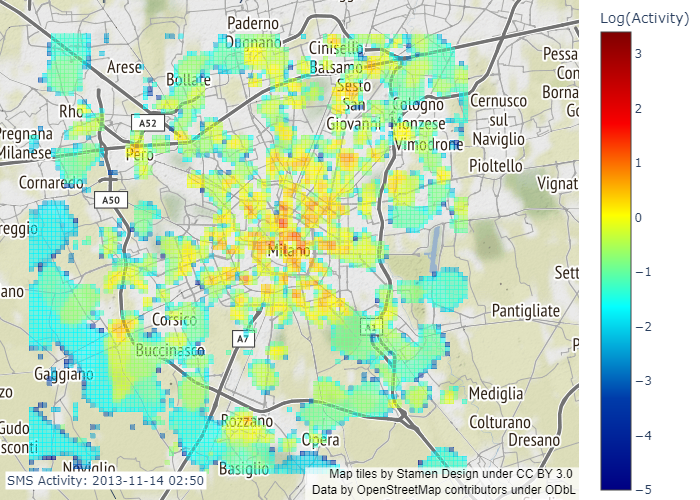 Log(Activity)
Paderno
Dugnano
Cinisello
Balsamo
Arese
Bollate
Sesto
San
Giovanni
Cologno
Monzese
Cernusco
sul
Naviglio
Pessa
Con
Borna
Go
Rho
A52
Pregnana
Milanese
Pero
Vimodrone
Pioltello
Cornaredo
A50
Vignat
reggio
Milano
Sett
ano
Pantigliate
Corsico
A7
A1
Buccinasco
P
Gaggiano
zo
Mediglia
Rozzano
Colturano
Gudo
sconti
Opera
Dresano
Noviglio
Basiglio
SMS Activity: 2013-11-14 02:50
Map tiles by Stamen Design under CC BY 3.0
Data by OpenStreetMap contributors under ODbL
3
2
1
0
−1
−2
−3
−4
−5